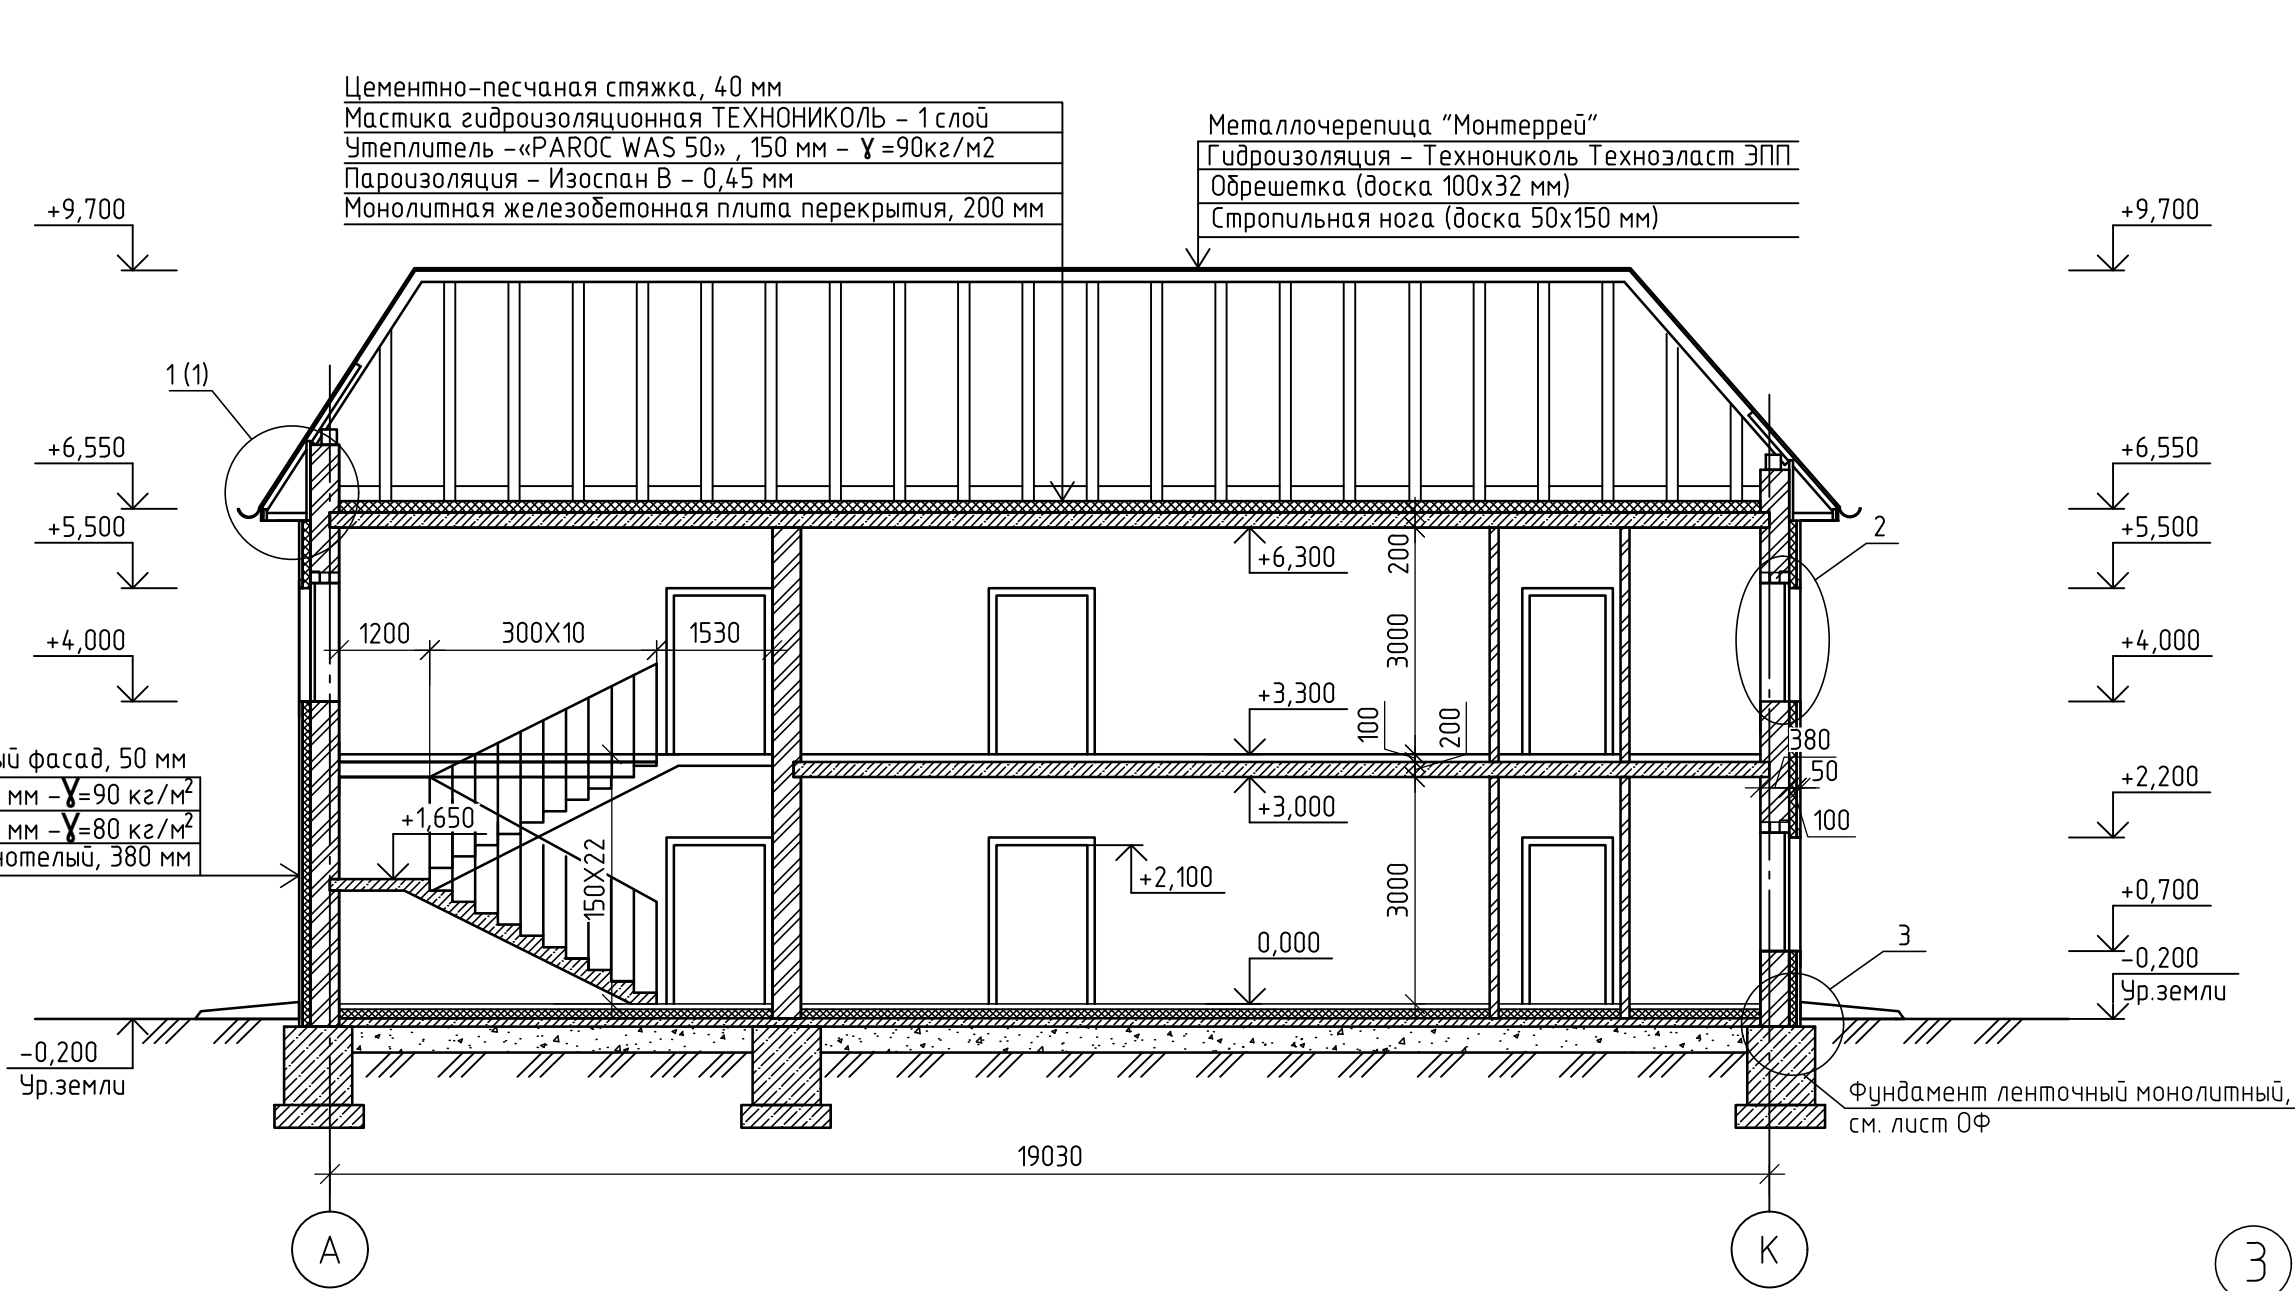 Цементно-песчаная стяжка, 40 мм
Мастика гидроизоляционная ТЕХНОНИКОЛЬ - 1 слой
Утеплитель -«PAROC WAS 50» , 150 мм - ɣ =90кг/м2
Пароизоляция - Изоспан В - 0,45 мм
Монолитная железобетонная плита перекрытия, 200 мм
Металлочерепица "Монтеррей"
Гидроизоляция - Технониколь Техноэласт ЭПП
Обрешетка (доска 100х32 мм)
Стропильная нога (доска 50х150 мм)
+9,700
+9,700
1 (1)
+6,550
+6,550
+5,500
+5,500
2
+6,300
200
+4,000
+4,000
1200
300X10
1530
3000
+3,300
100
200
380
50
фасад, 50 мм
мм -ɣ=90 кг/м²
мм -ɣ=80 кг/м²
380 мм
+1,650
+3,000
100
+2,200
150X22
+2,100
3000
+0,700
0,000
3
-0,200
Ур.земли
-0,200
Ур.земли
Фундамент ленточный монолитный,
см. лист ОФ
19030
А
К
3